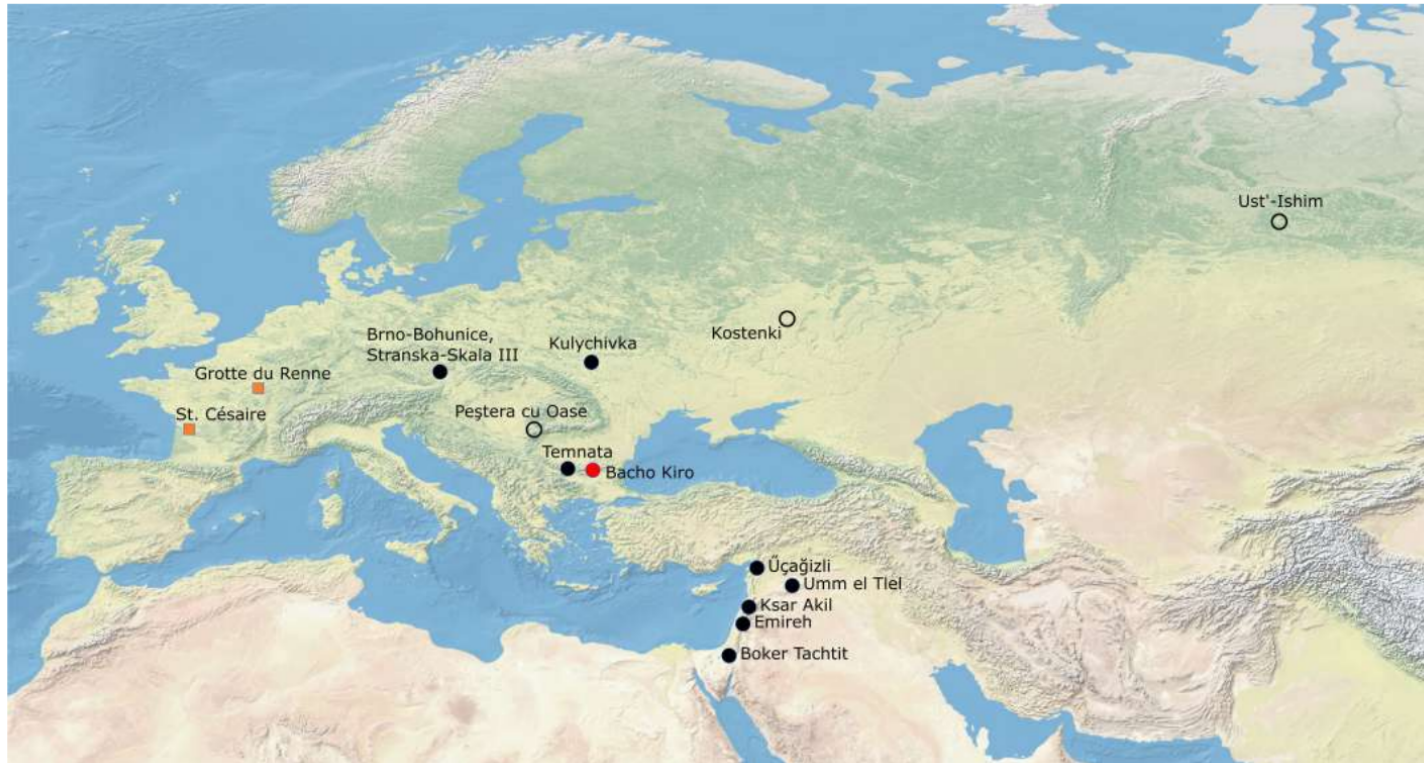 Ust'-Ishim
Kostenki
Brno-Bohunice,
Stranska-Skala III
Kulychivka
Grotte du Renne
St. Césaire
Peştera cu Oase
Temnata
Bacho Kiro
Űçağizli
Umm el Tlel
Ksar Akil
Emireh
Boker Tachtit